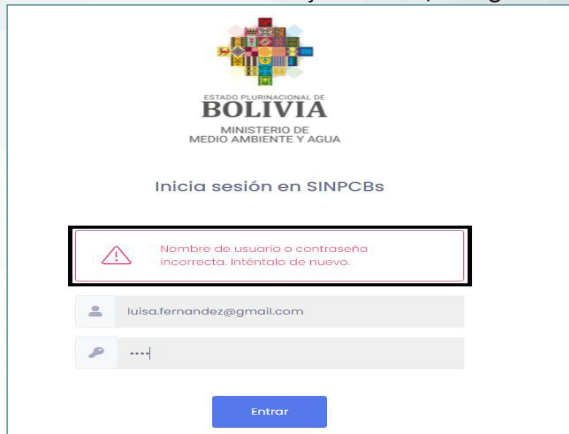 ESTADO PLURINACIONAL DE
BOLIVIA
MINISTERIO DE
MEDIO AMBIENTE Y AGUA
Inicia sesión en SINPCBs
Nombre de usuario o contraseña
incorrecta. Inténtalo de nuevo.
luisa.fernandez@gmail.com
Entrar